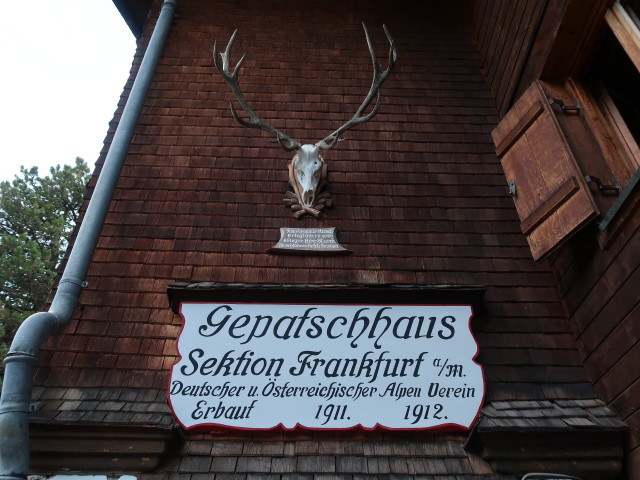 Gepatschhaus
Sektion Frankfurt a/M.
Deutscher u. Österreichischer Alpen Verein
Erbaut 1911. 1912.